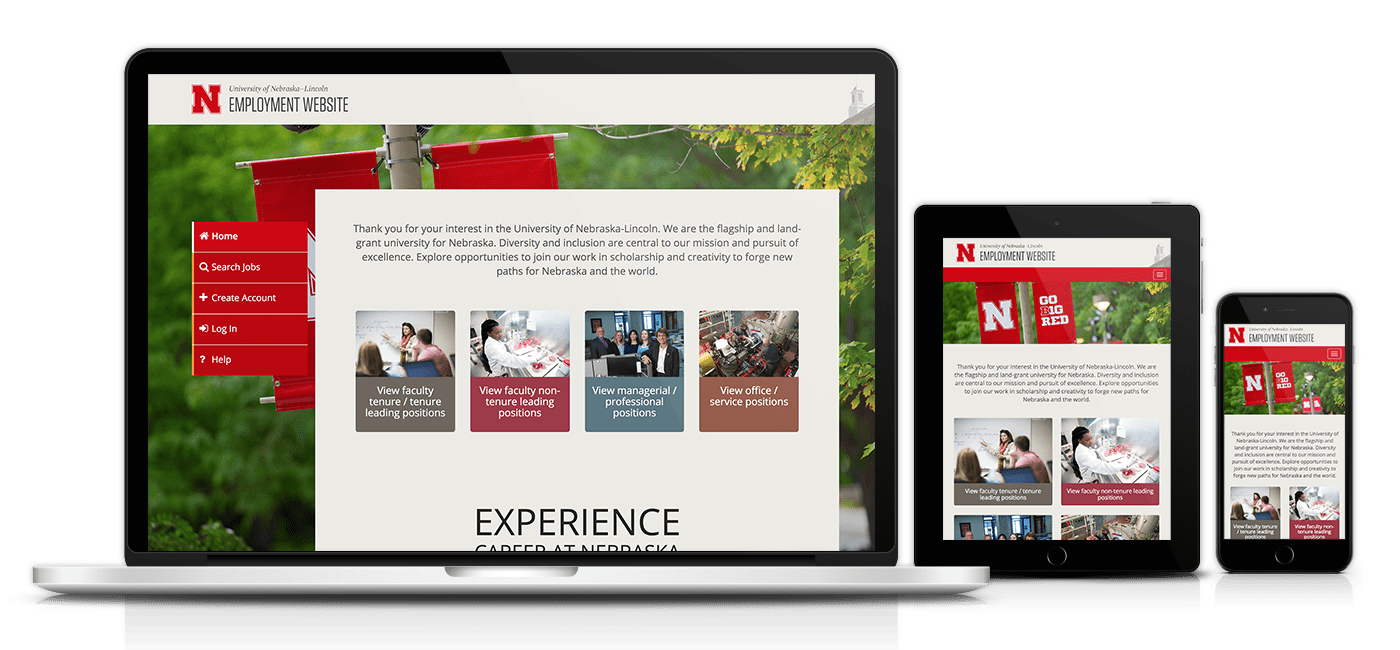 N
University of Nebraska–Lincoln
EMPLOYMENT WEBSITE
Home
Search Jobs
Create Account
Log In
Help
Thank you for your interest in the University of Nebraska-Lincoln. We are the flagship and land-
grant university for Nebraska. Diversity and inclusion are central to our mission and pursuit of
excellence. Explore opportunities to join our work in scholarship and creativity to forge new
paths for Nebraska and the world.
View faculty
tenure / tenure
leading positions
View faculty non-
tenure leading
positions
View managerial /
professional
positions
View office /
service positions
EXPERIENCE
CAREER AT NEBRASKA
N
University of Nebraska–Lincoln
EMPLOYMENT WEBSITE
N
GO
B1G
RED
Thank you for your interest in the University of Nebraska-Lincoln. We are
the flagship and land-grant university for Nebraska. Diversity and inclusion
are central to our mission and pursuit of excellence. Explore opportunities
to join our work in scholarship and creativity to forge new paths for
Nebraska and the world.
View faculty tenure / tenure
leading positions
View faculty non-tenure leading
positions
N
University of Nebraska–Lincoln
EMPLOYMENT WEBSITE
N
GO
B1G
RED
Thank you for your interest in the University of
Nebraska-Lincoln. We are the flagship and
land-grant university for Nebraska. Diversity
and inclusion are central to our mission and
pursuit of excellence. Explore opportunities to
join our work in scholarship and creativity to
forge new paths for Nebraska and the world.
View faculty tenure
/ tenure leading
positions
View faculty non-
tenure leading
positions